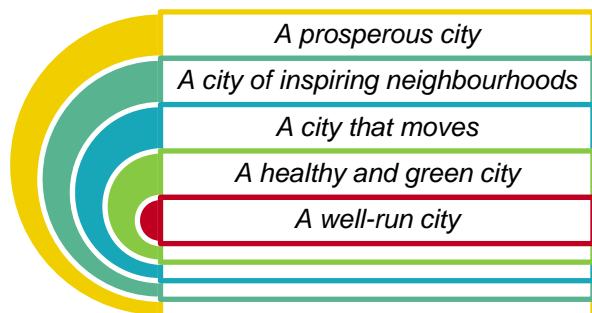 A prosperous city
A city of inspiring neighbourhoods
A city that moves
A healthy and green city
A well-run city